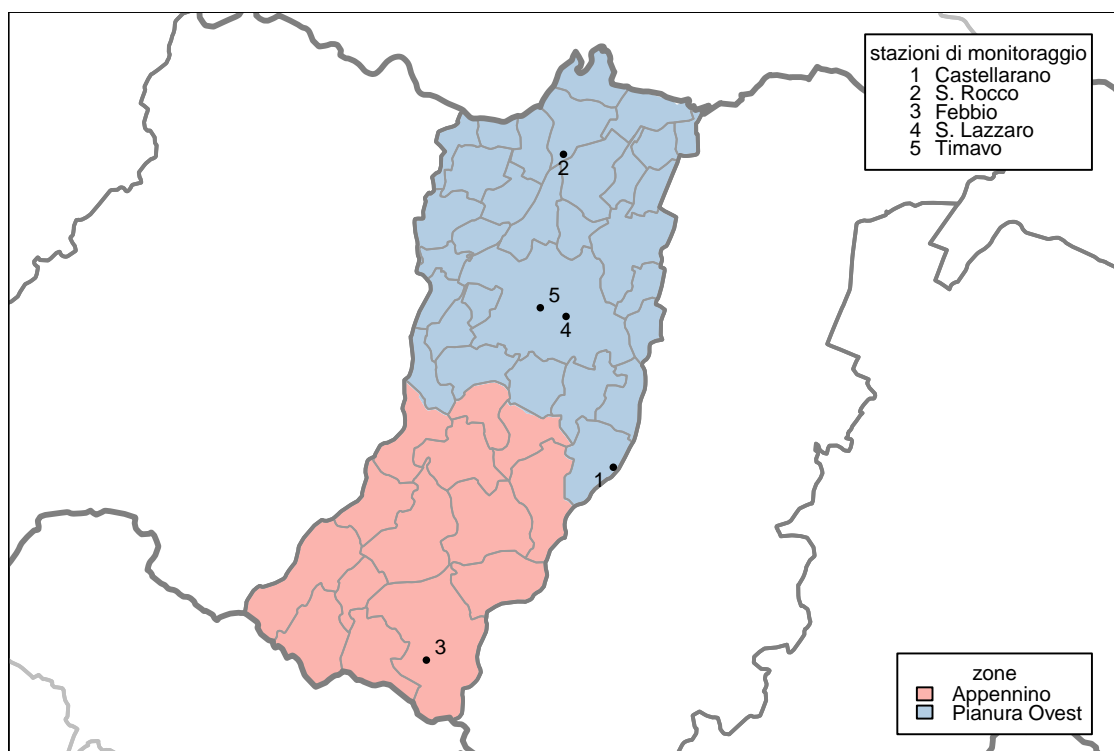 stazioni di monitoraggio
1 Castellarano
2 S. Rocco
3 Febbio
4 S. Lazzaro
5 Timavo
2
5
4
1
3
zone
Appennino
Pianura Ovest